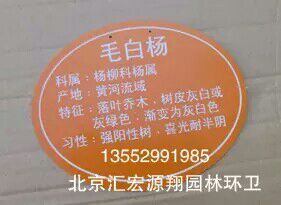 毛白杨
科属：杨柳科杨属
产地：黄河流域
特征：落叶乔木，树皮灰白或
灰绿色，渐变为灰白色
习性：强阳性树，喜光耐半阴
13552991985
北京汇宏源翔园林环卫